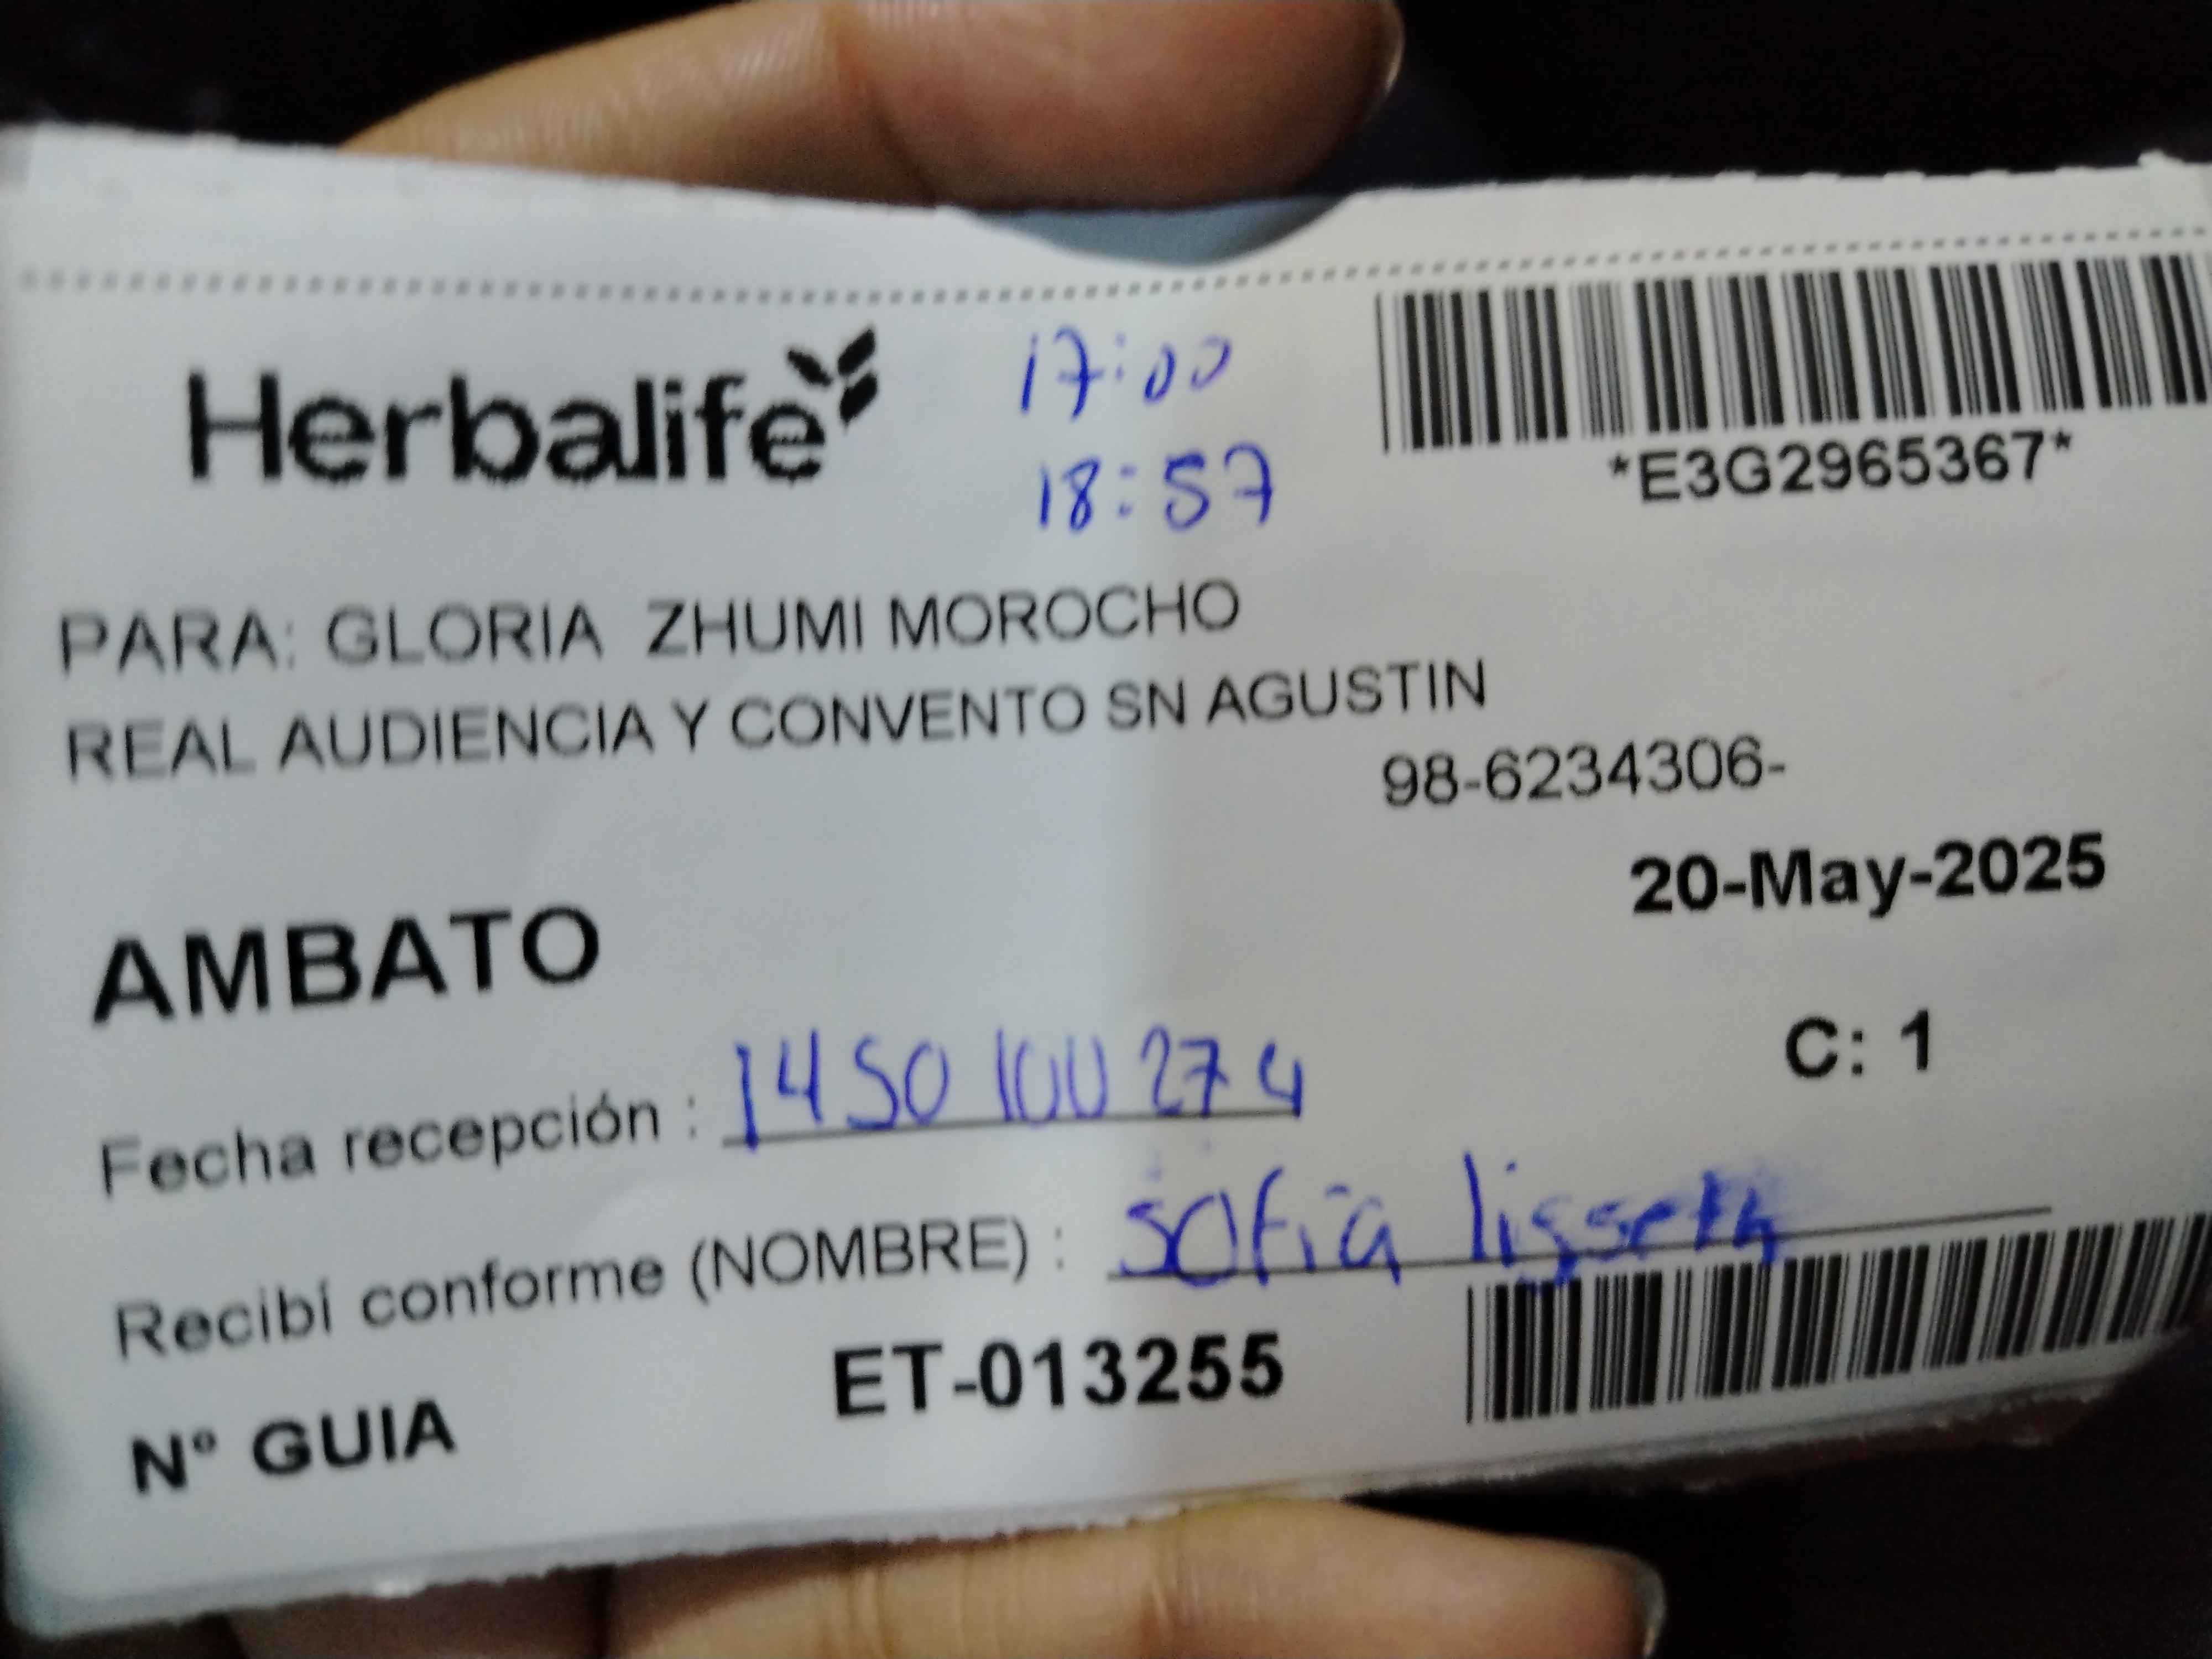 Herbalife
17:00
18:57
*E3G2965367*
PARA: GLORIA ZHUMI MOROCHO
REAL AUDIENCIA Y CONVENTO SN AGUSTIN
98-6234306-
20-May-2025
AMBATO
C: 1
Fecha recepción : 1450100274
Recibí conforme (NOMBRE) : sofia lisseth
N° GUIA ET-013255